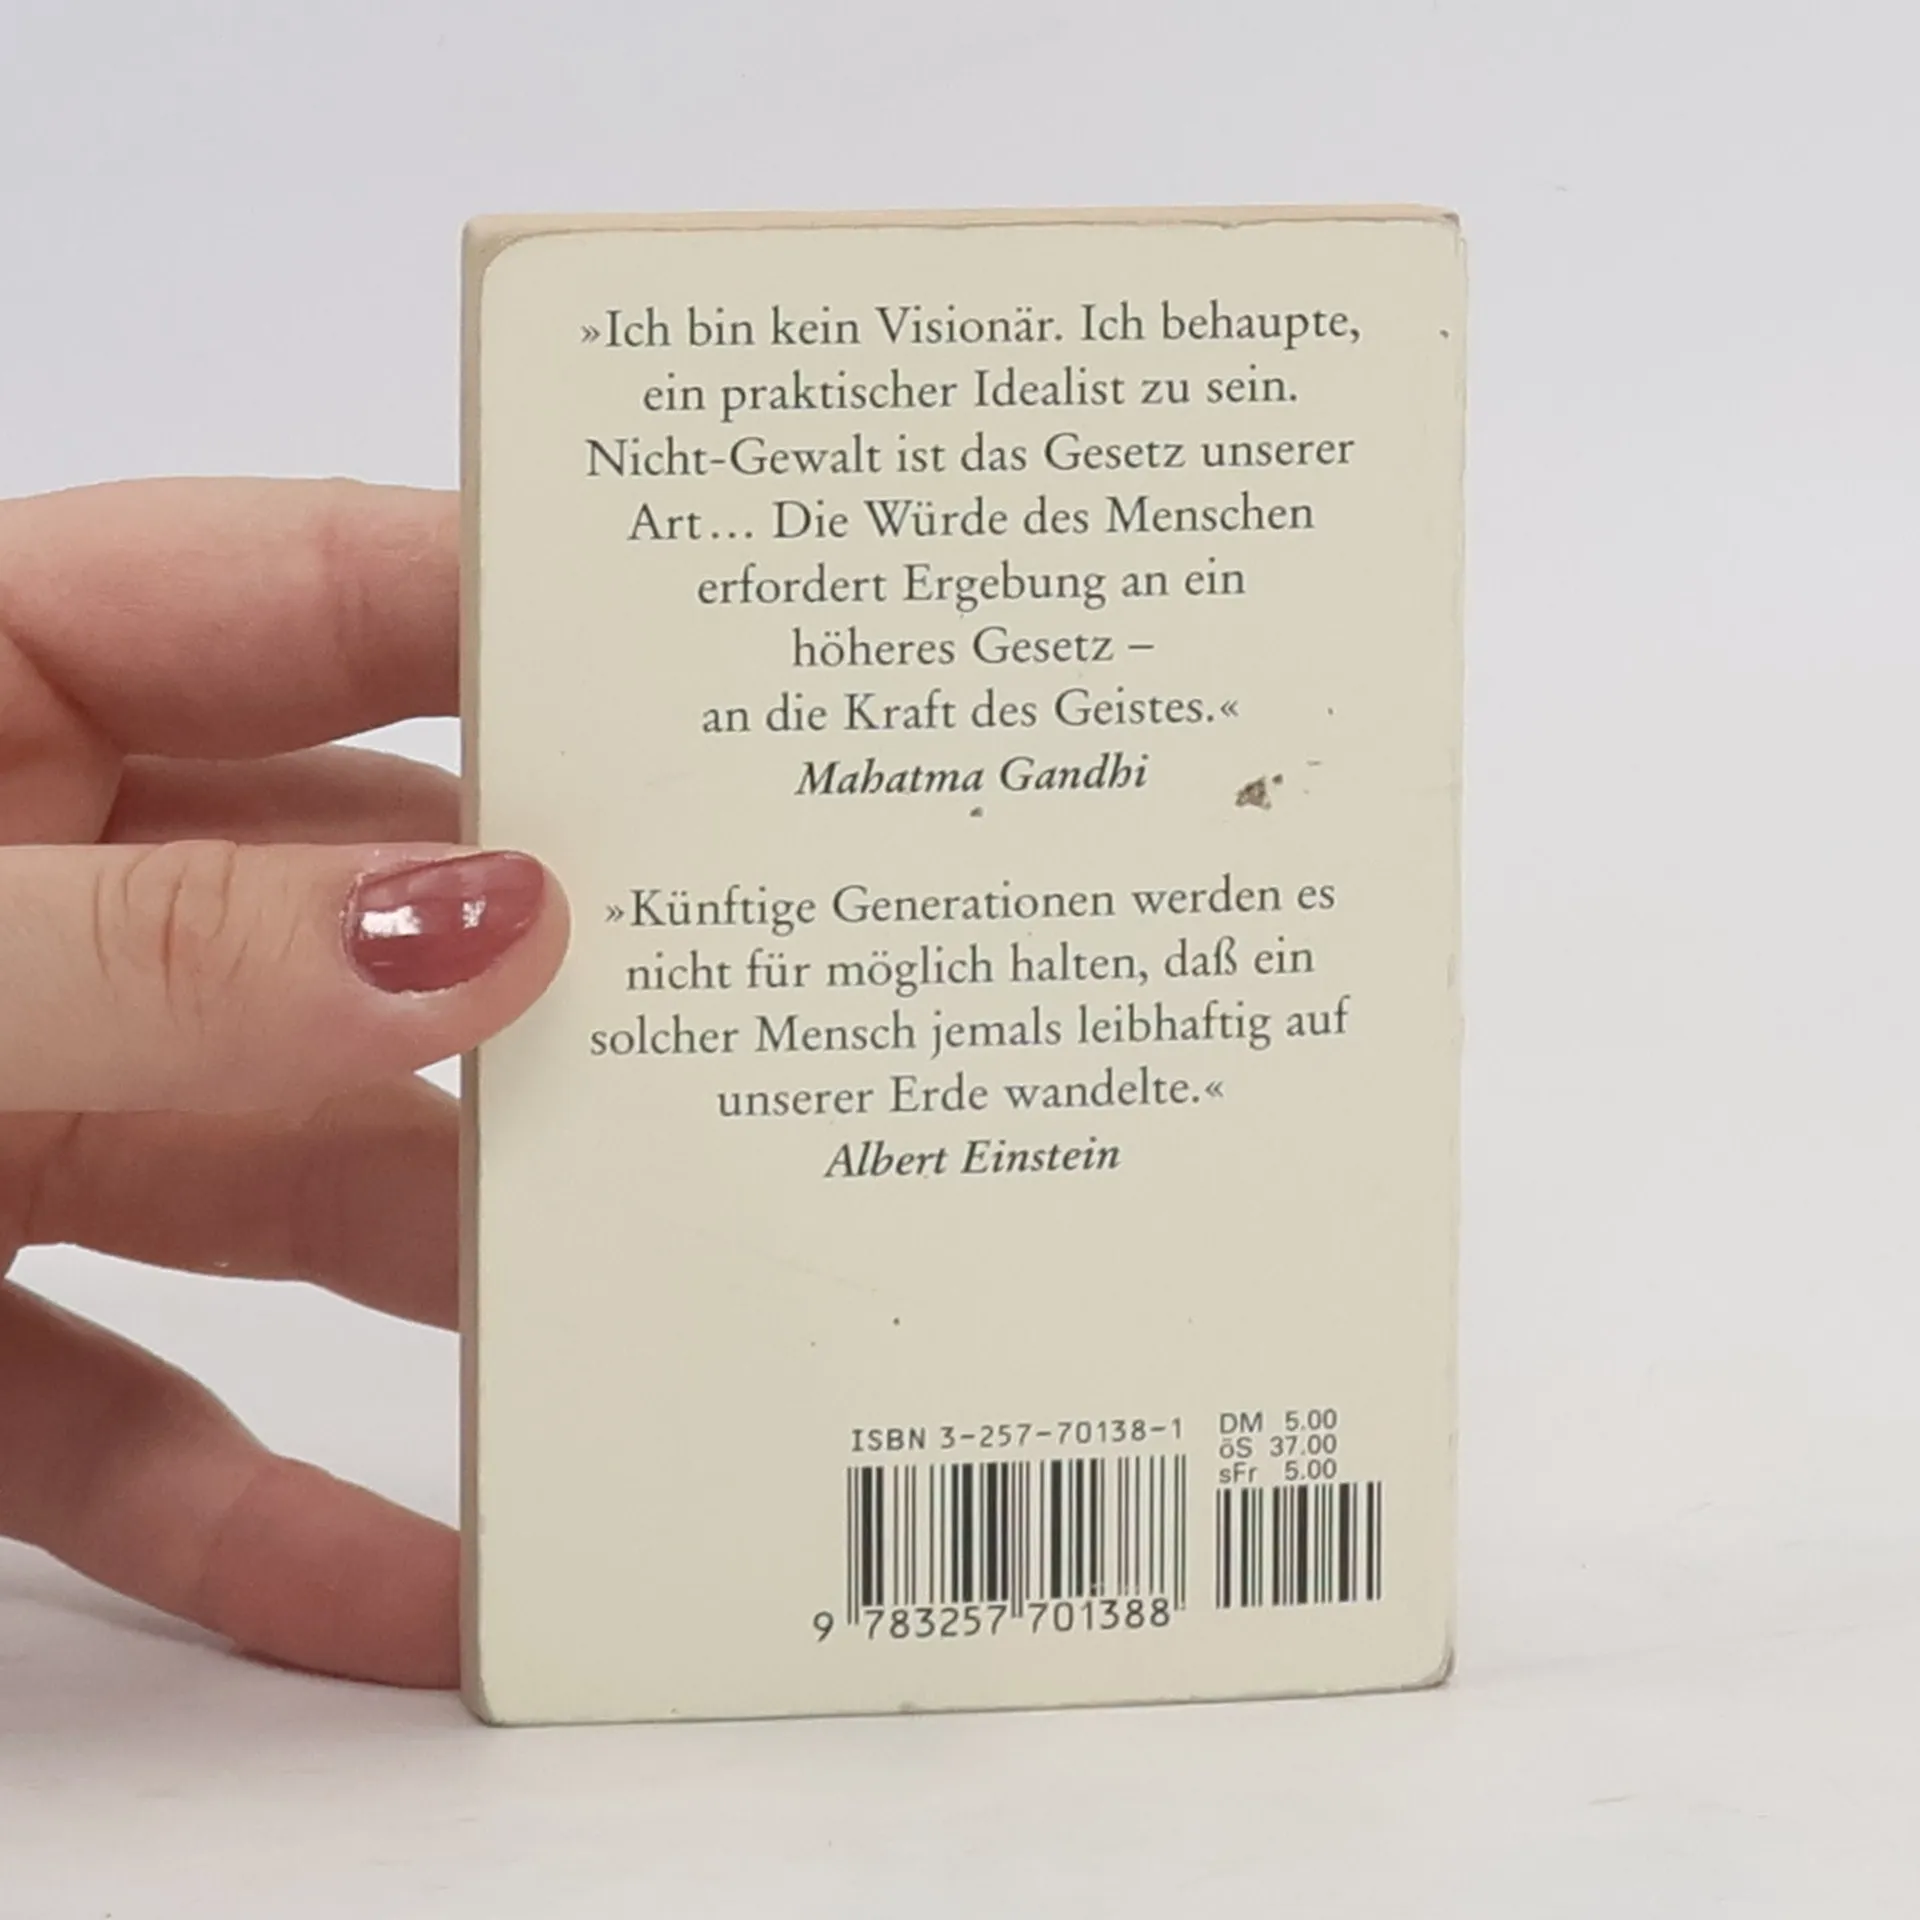 »Ich bin kein Visionär. Ich behaupte,
ein praktischer Idealist zu sein.
Nicht-Gewalt ist das Gesetz unserer
Art... Die Würde des Menschen
erfordert Ergebung an ein
höheres Gesetz –
an die Kraft des Geistes.«
Mahatma Gandhi
»Künftige Generationen werden es
nicht für möglich halten, daß ein
solcher Mensch jemals leibhaftig auf
unserer Erde wandelte.«
Albert Einstein
ISBN 3-257-70138-1
DM 5.00
öS 37.00
sFr 5.00
9 783257 701388